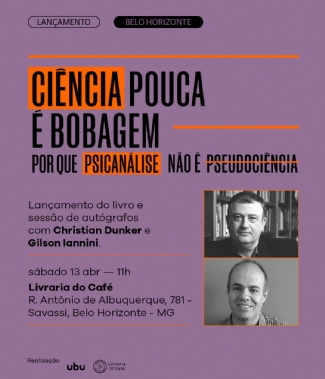 LANÇAMENTO
BELO HORIZONTE
CIÊNCIA POUCA
É BOBAGEM
POR QUE PSICANÁLISE NÃO É PSEUDOCIÊNCIA
Lançamento do livro e
sessão de autógrafos
com Christian Dunker e
Gilson Iannini.
sábado 13 abr — 11h
Livraria do Café
R. Antônio de Albuquerque, 781 -
Savassi, Belo Horizonte - MG
Realização
ubu